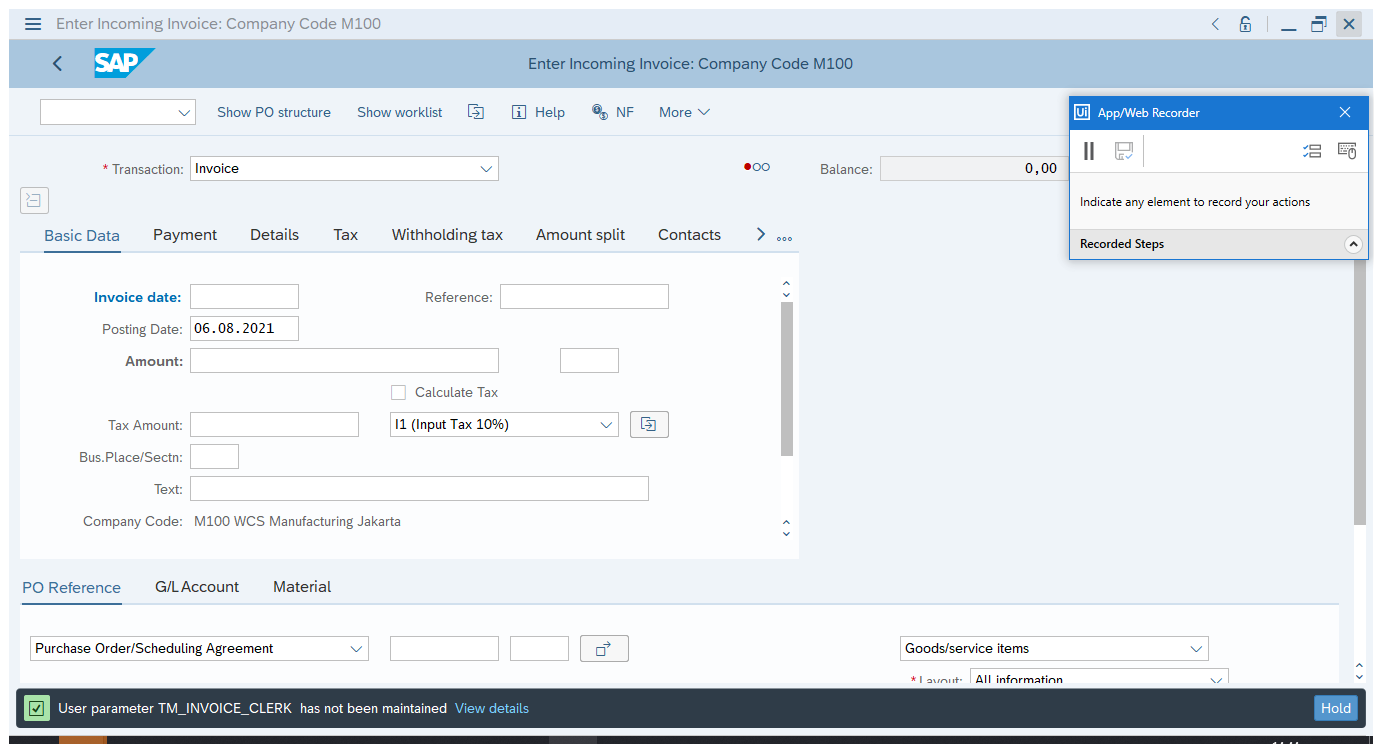 Enter Incoming Invoice: Company Code M100
SAP
Enter Incoming Invoice: Company Code M100
Show PO structure Show worklist Help NF More
Ui App/Web Recorder
* Transaction: Invoice
Balance: 0,00
Indicate any element to record your actions
Recorded Steps
Basic Data Payment Details Tax Withholding tax Amount split Contacts
Invoice date: Reference:
Posting Date: 06.08.2021
Amount:
Calculate Tax
Tax Amount: I1 (Input Tax 10%)
Bus.Place/Sectn:
Text:
Company Code: M100 WCS Manufacturing Jakarta
PO Reference G/L Account Material
Purchase Order/Scheduling Agreement Goods/service items
* Layout: All information
User parameter TM_INVOICE_CLERK has not been maintained View details Hold